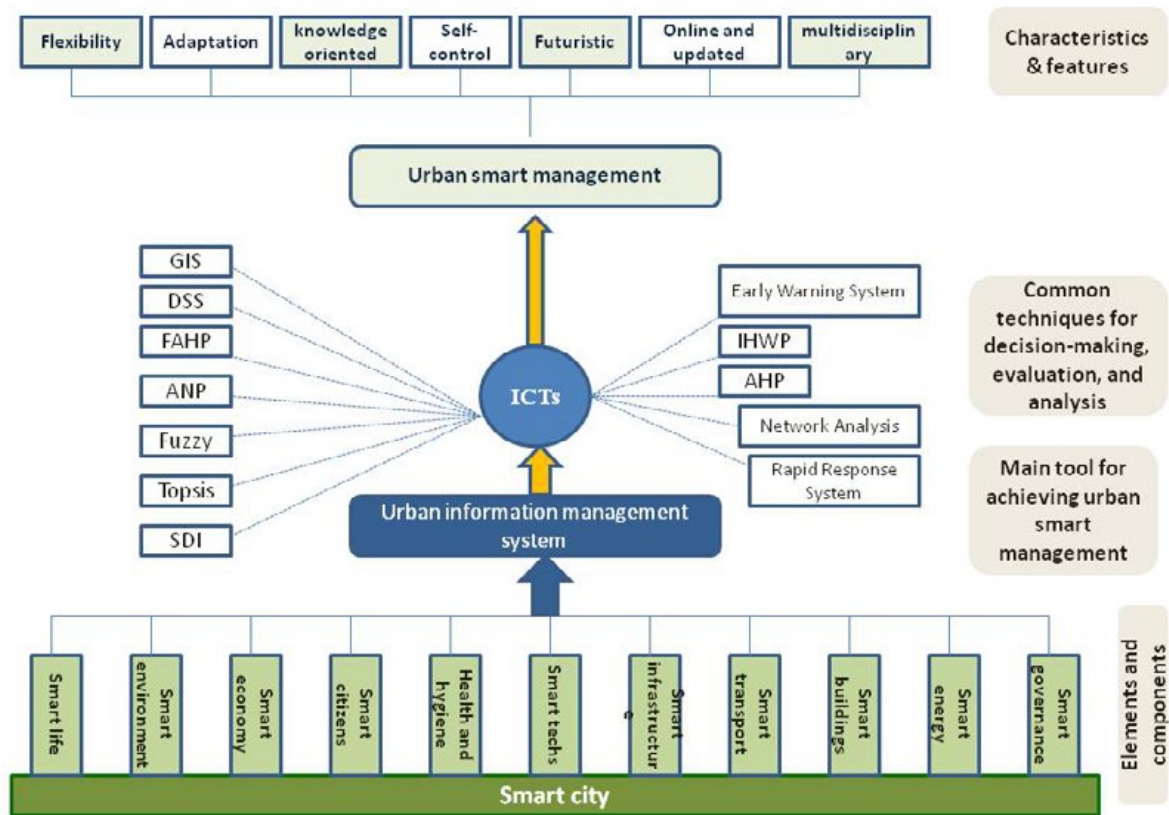 Flexibility
Adaptation
knowledge
oriented
Self-
control
Futuristic
Online and
updated
multidisciplin
ary
Characteristics
& features
Urban smart management
GIS
DSS
FAHP
ANP
Fuzzy
Topsis
SDI
ICTs
Early Warning System
IHWP
AHP
Network Analysis
Rapid Response
System
Common
techniques for
decision-making,
evaluation, and
analysis
Urban information management
system
Main tool for
achieving urban
smart
management
Smart life
Smart
environment
Smart
economy
Smart
citizens
Health and
hygiene
Smart techs
Smart
infrastructur
e
Smart
transport
Smart
buildings
Smart
energy
Smart
governance
Elements and
components
Smart city